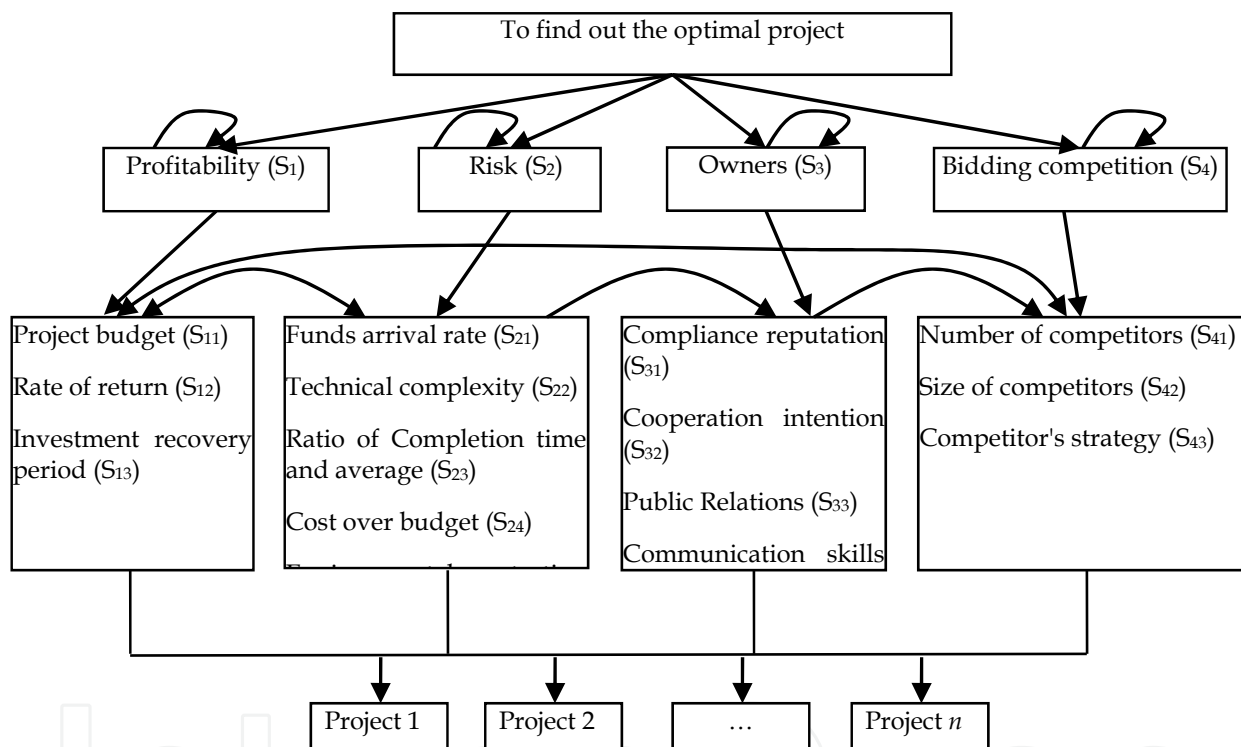 To find out the optimal project
Profitability (S₁)
Risk (S₂)
Owners (S₃)
Bidding competition (S₄)
Project budget (S₁₁)
Rate of return (S₁₂)
Investment recovery
period (S₁₃)
Funds arrival rate (S₂₁)
Technical complexity (S₂₂)
Ratio of Completion time
and average (S₂₃)
Cost over budget (S₂₄)
Compliance reputation
(S₃₁)
Cooperation intention
(S₃₂)
Public Relations (S₃₃)
Communication skills
Number of competitors (S₄₁)
Size of competitors (S₄₂)
Competitor's strategy (S₄₃)
Project 1
Project 2
…
Project n